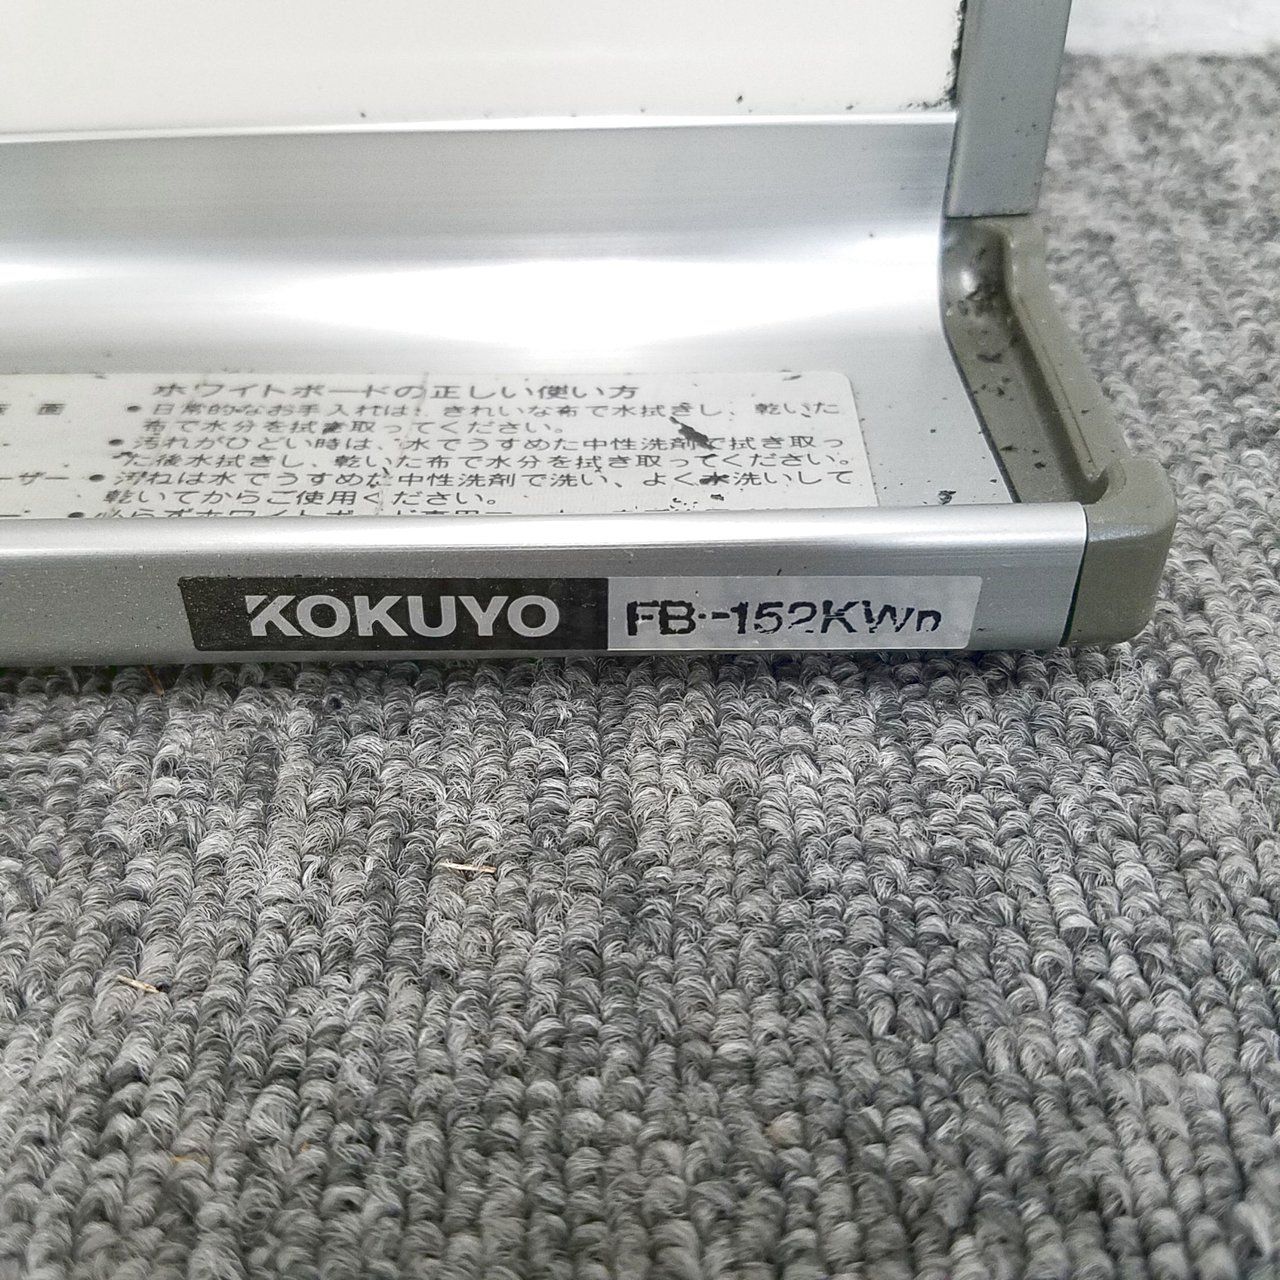 ホワイトボードの正しい使い方
面 ●日常的なお手入れは、きれいな布で水拭きし、乾いた
布で水分を拭き取ってください。
●汚れがひどい時は、水でうすめた中性洗剤で拭き取っ
た後水拭きし、乾いた布で水分を拭き取ってください。
ーザー ●汚れは水でうすめた中性洗剤で洗い、よく水洗いして
乾いてからご使用ください。
KOKUYO FB-152KWn